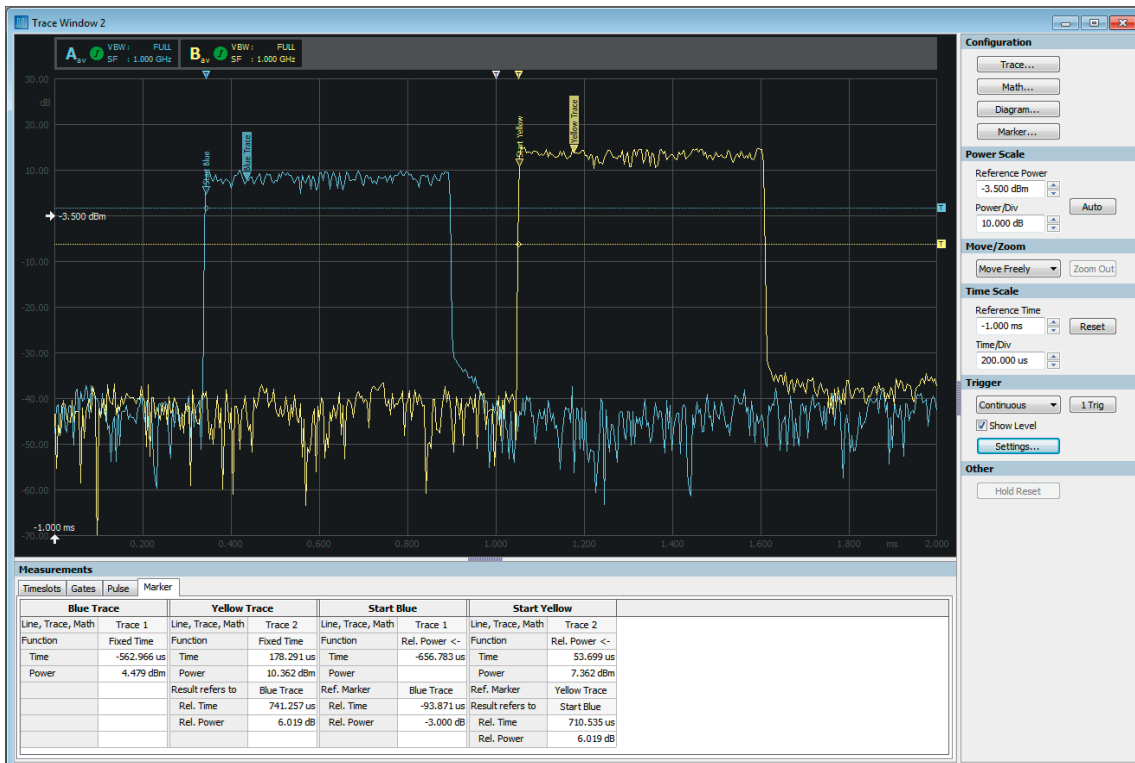 Trace Window 2
A av VBW: FULL
SF : 1.000 GHz
B av VBW: FULL
SF : 1.000 GHz
30.00
dB
20.00
10.00
-3.500 dBm
-10.00
-20.00
-30.00
-40.00
-50.00
-60.00
-70.00
-1.000 ms
0.200
0.400
0.600
0.800
1.000
1.200
1.400
1.600
ms
2.000
Start Blue
Blue Trace
Start Yellow
Yellow Trace
T
T
Configuration
Trace...
Math...
Diagram...
Marker...
Power Scale
Reference Power
-3.500 dBm
Power/Div
Auto
10.000 dB
Move/Zoom
Move Freely
Zoom Out
Time Scale
Reference Time
-1.000 ms
Reset
Time/Div
200.000 us
Trigger
Continuous
1 Trig
Show Level
Settings...
Other
Hold Reset
Measurements
Timeslots Gates Pulse Marker
Blue Trace Yellow Trace Start Blue Start Yellow
Line, Trace, Math Trace 1 Line, Trace, Math Trace 2 Line, Trace, Math Trace 1 Line, Trace, Math Trace 2
Function Fixed Time Function Fixed Time Function Rel. Power <- Function Rel. Power <-
Time -562.966 us Time 178.291 us Time -656.783 us Time 53.699 us
Power 4.479 dBm Power 10.362 dBm Power Power 7.362 dBm
Result refers to Blue Trace Ref. Marker Blue Trace Ref. Marker Yellow Trace
Rel. Time 741.257 us Rel. Time -93.871 us Result refers to Start Blue
Rel. Power 6.019 dB Rel. Power -3.000 dB Rel. Time 710.535 us
Rel. Power 6.019 dB